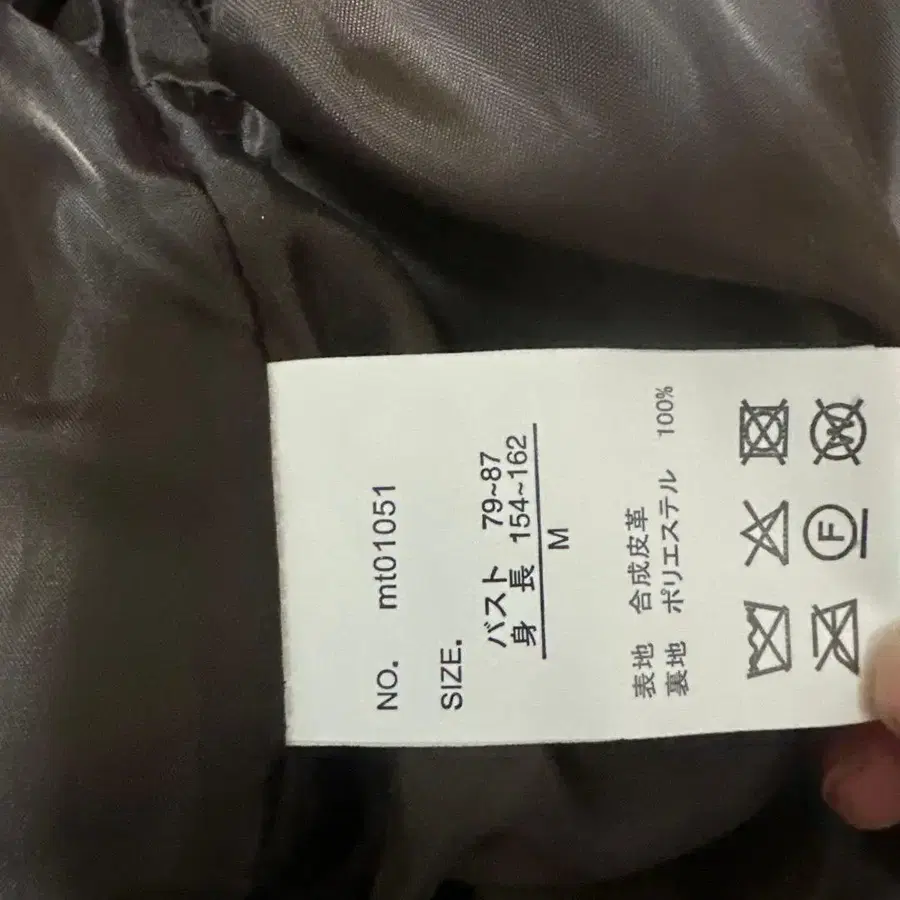 NO. mt01051
SIZE.
バスト 79~87
身長 154~162
M
表地 合成皮革
裏地 ポリエステル 100%
W
F